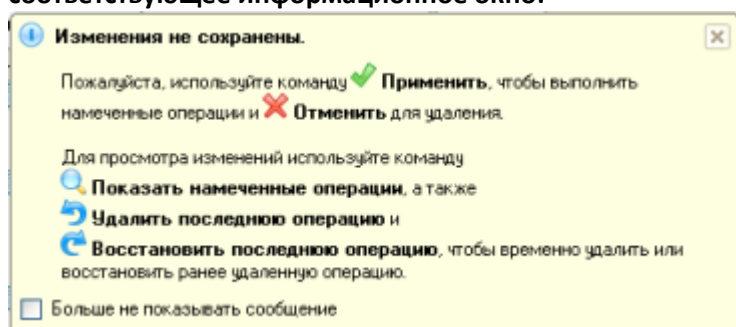 соответствующее информационное окно.
Изменения не сохранены.
Пожалуйста, используйте команду Применить, чтобы выполнить
намеченные операции и Отменить для удаления.
Для просмотра изменений используйте команду
Показать намеченные операции, а также
Удалить последнюю операцию и
Восстановить последнюю операцию, чтобы временно удалить или
восстановить ранее удаленную операцию.
Больше не показывать сообщение